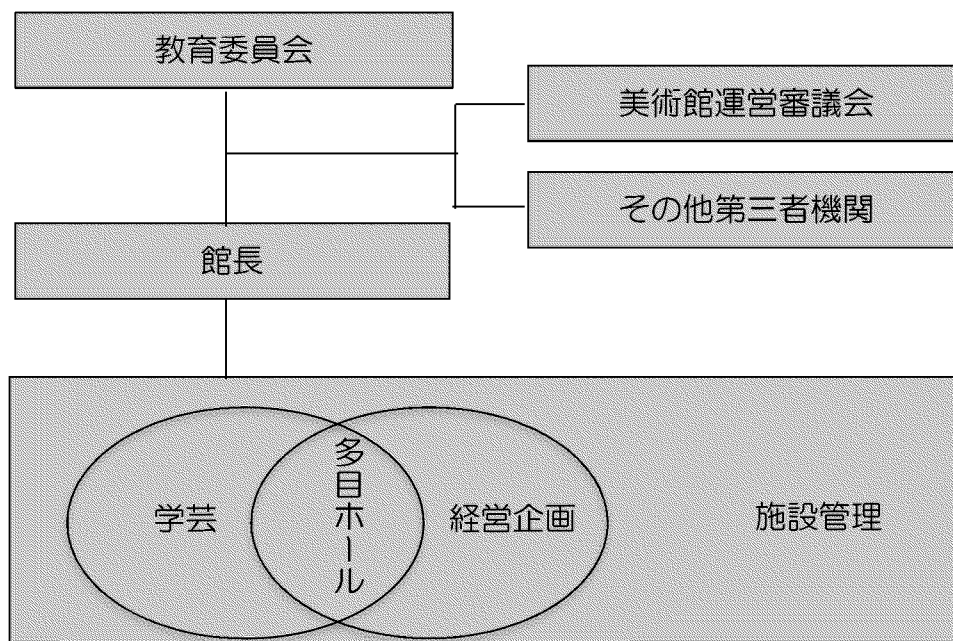 教育委員会
美術館運営審議会
その他第三者機関
館長
学芸
多目ホール
経営企画
施設管理